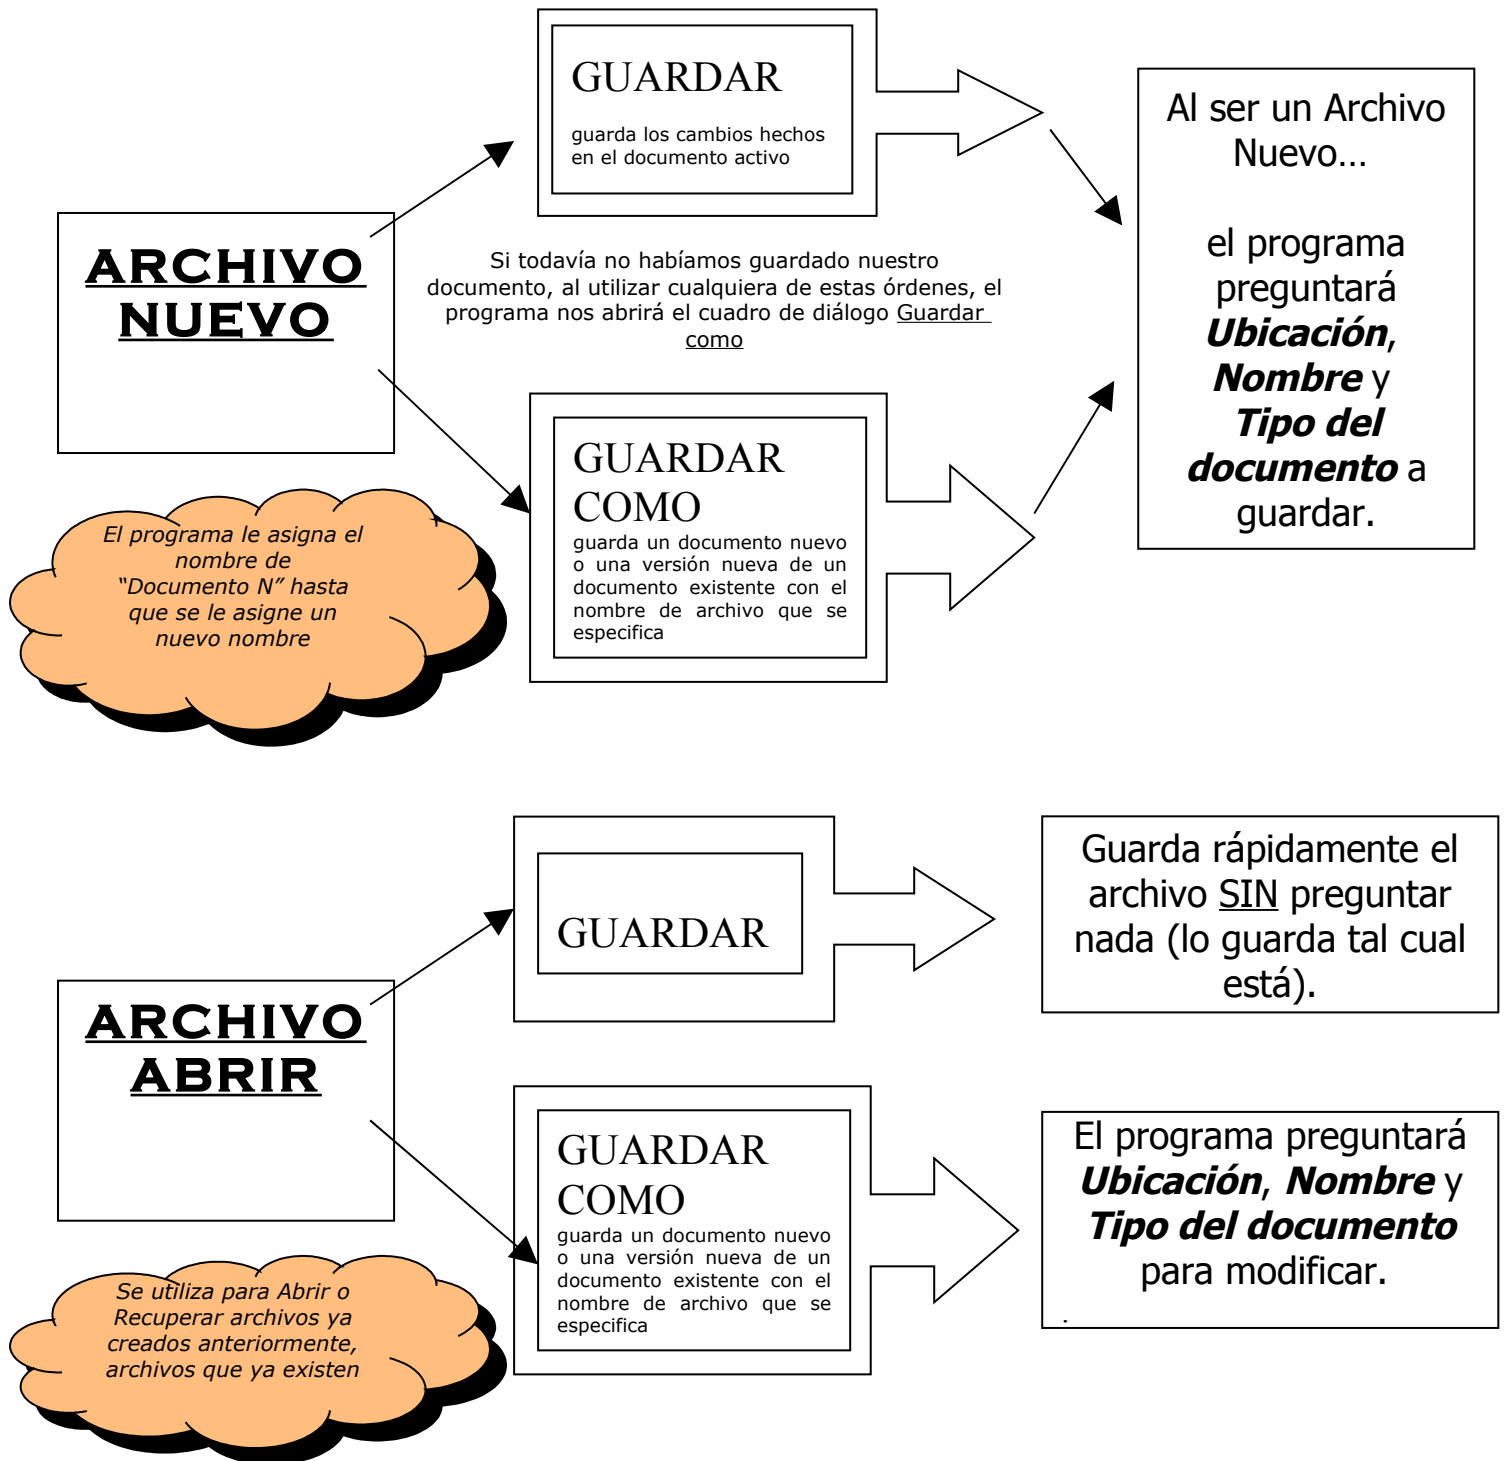 GUARDAR
guarda los cambios hechos
en el documento activo
Al ser un Archivo
Nuevo...
el programa
preguntará
Ubicación,
Nombre y
Tipo del
documento a
guardar.
ARCHIVO
NUEVO
Si todavía no habíamos guardado nuestro
documento, al utilizar cualquiera de estas órdenes, el
programa nos abrirá el cuadro de diálogo Guardar
como
GUARDAR
COMO
guarda un documento nuevo
o una versión nueva de un
documento existente con el
nombre de archivo que se
especifica
El programa le asigna el
nombre de
“Documento N” hasta
que se le asigne un
nuevo nombre
GUARDAR
Guarda rápidamente el
archivo SIN preguntar
nada (lo guarda tal cual
está).
ARCHIVO
ABRIR
GUARDAR
COMO
guarda un documento nuevo
o una versión nueva de un
documento existente con el
nombre de archivo que se
especifica
El programa preguntará
Ubicación, Nombre y
Tipo del documento
para modificar.
.
Se utiliza para Abrir o
Recuperar archivos ya
creados anteriormente,
archivos que ya existen